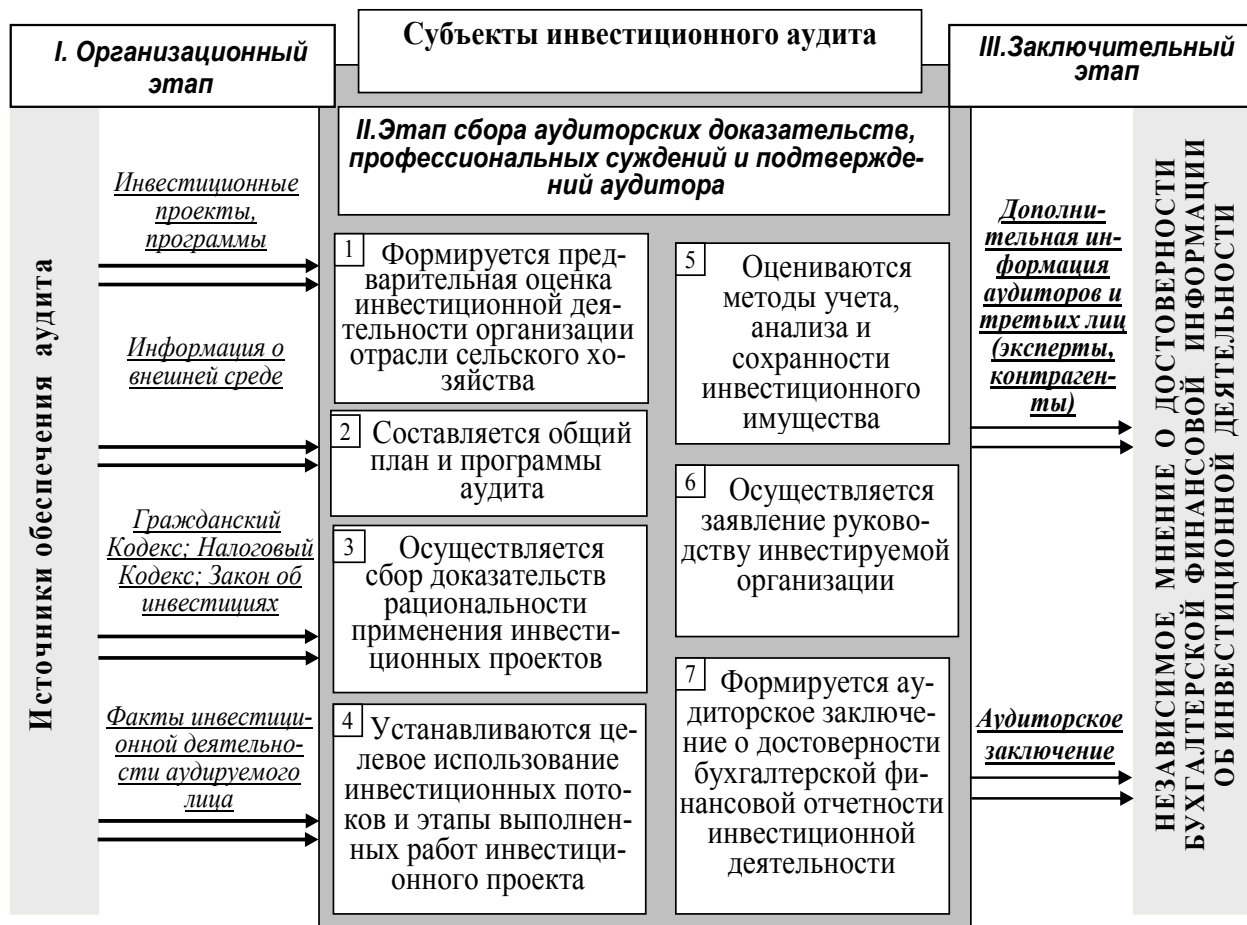 Субъекты инвестиционного аудита
I. Организационный
этап
III.Заключительный
этап
II.Этап сбора аудиторских доказательств,
профессиональных суждений и подтвержде-
ний аудитора
Источники обеспечения аудита
Инвестиционные
проекты,
программы
Информация о
внешней среде
Гражданский
Кодекс; Налоговый
Кодекс; Закон об
инвестициях
Факты инвестици-
онной деятельно-
сти аудируемого
лица
1 Формируется пред-
варительная оценка
инвестиционной дея-
тельности организации
отрасли сельского хо-
зяйства
2 Составляется общий
план и программы
аудита
3 Осуществляется
сбор доказательств
рациональности
применения инвести-
ционных проектов
4 Устанавливаются це-
левое использование
инвестиционных пото-
ков и этапы выполнен-
ных работ инвестици-
онного проекта
5 Оцениваются
методы учета,
анализа и
сохранности
инвестиционного
имущества
6 Осуществляется
заявление руково-
дству инвестируемой
организации
7 Формируется ау-
диторское заключе-
ние о достоверности
бухгалтерской фи-
нансовой отчетности
инвестиционной
деятельности
Дополни-
тельная ин-
формация
аудиторов и
третьих лиц
(эксперты,
контраген-
ты)
Аудиторское
заключение
НЕЗАВИСИМОЕ МНЕНИЕ О ДОСТОВЕРНОСТИ
БУХГАЛТЕРСКОЙ ФИНАНСОВОЙ ИНФОРМАЦИИ
ОБ ИНВЕСТИЦИОННОЙ ДЕЯТЕЛЬНОСТИ